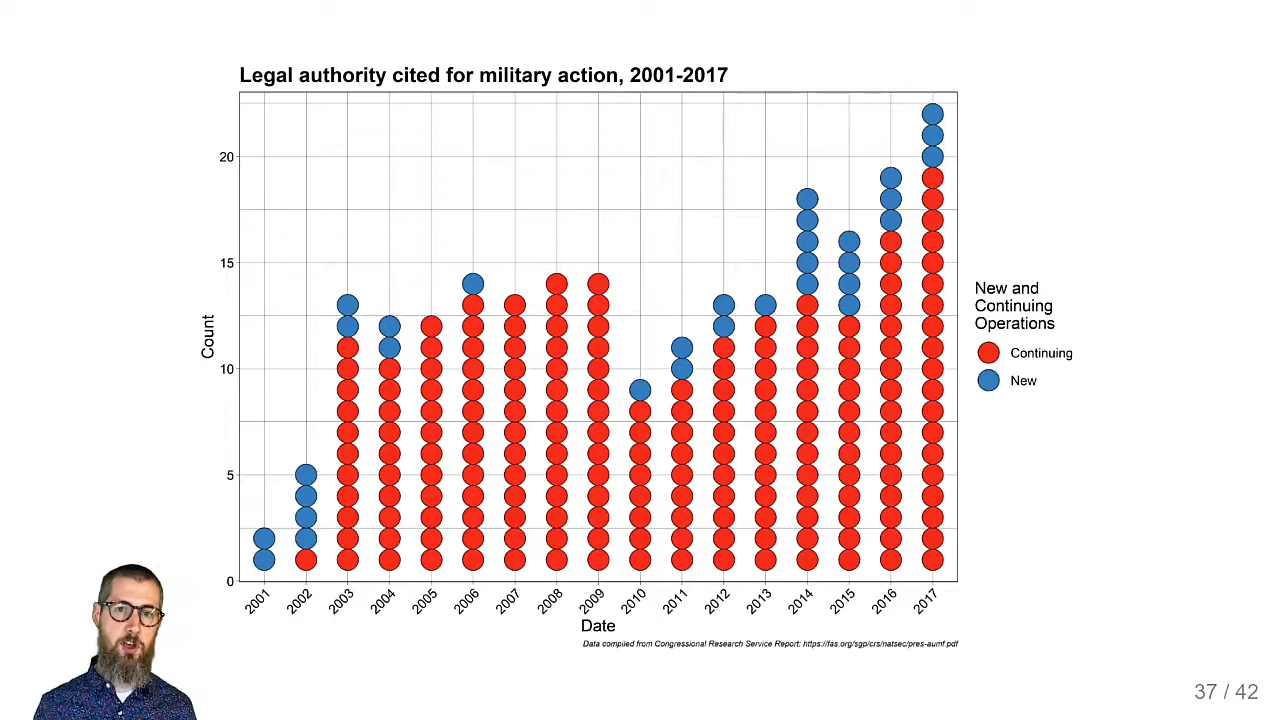 Legal authority cited for military action, 2001-2017
20
15
10
5
0
Count
2001 2002 2003 2004 2005 2006 2007 2008 2009 2010 2011 2012 2013 2014 2015 2016 2017
Date
Data compiled from Congressional Research Service Report: https://fas.org/sgp/crs/natsec/pres-aumf.pdf
New and
Continuing
Operations
Continuing
New
37 / 42